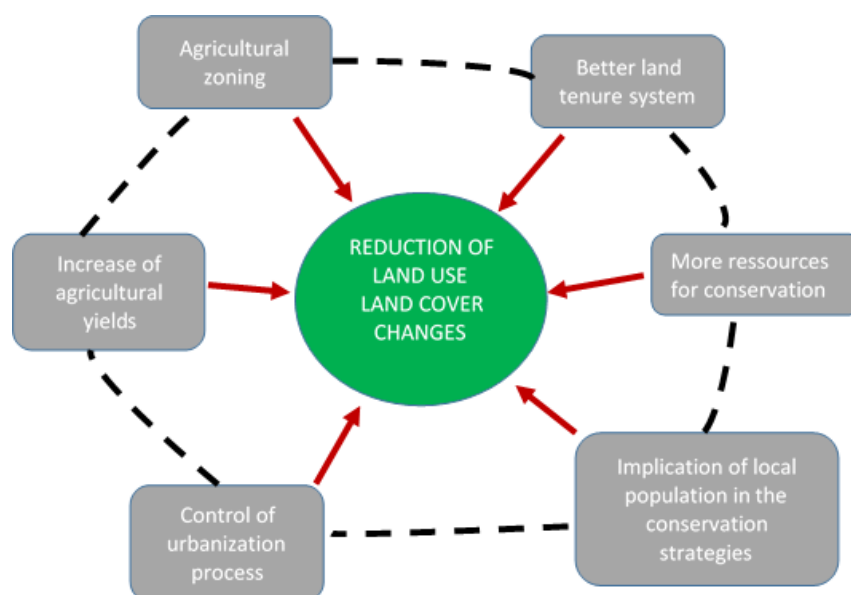 Agricultural
zoning
Better land
tenure system
REDUCTION OF
LAND USE
LAND COVER
CHANGES
Increase of
agricultural
yields
More ressources
for conservation
Control of
urbanization
process
Implication of local
population in the
conservation
strategies